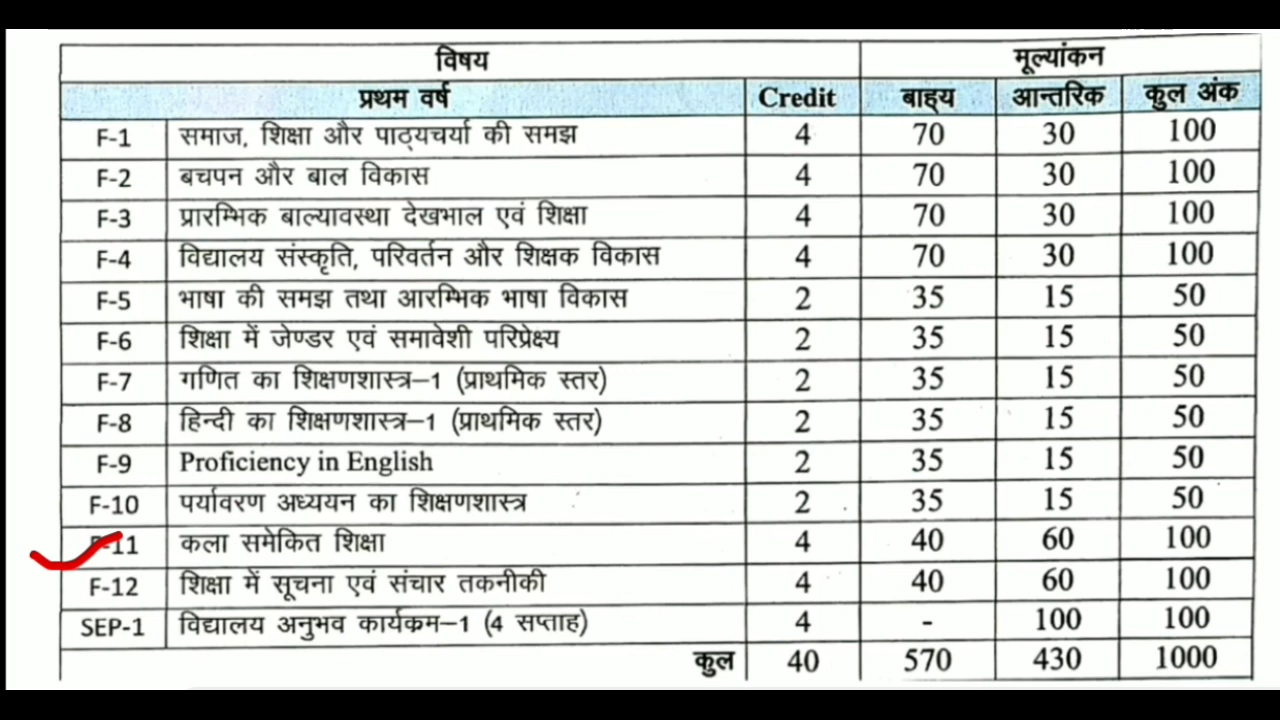 विषय मूल्यांकन
प्रथम वर्ष Credit बाह्य आन्तरिक कुल अंक
F-1 समाज, शिक्षा और पाठ्यचर्या की समझ 4 70 30 100
F-2 बचपन और बाल विकास 4 70 30 100
F-3 प्रारम्भिक बाल्यावस्था देखभाल एवं शिक्षा 4 70 30 100
F-4 विद्यालय संस्कृति, परिवर्तन और शिक्षक विकास 4 70 30 100
F-5 भाषा की समझ तथा आरम्भिक भाषा विकास 2 35 15 50
F-6 शिक्षा में जेण्डर एवं समावेशी परिप्रेक्ष्य 2 35 15 50
F-7 गणित का शिक्षणशास्त्र–1 (प्राथमिक स्तर) 2 35 15 50
F-8 हिन्दी का शिक्षणशास्त्र–1 (प्राथमिक स्तर) 2 35 15 50
F-9 Proficiency in English 2 35 15 50
F-10 पर्यावरण अध्ययन का शिक्षणशास्त्र 2 35 15 50
F-11 कला समेकित शिक्षा 4 40 60 100
F-12 शिक्षा में सूचना एवं संचार तकनीकी 4 40 60 100
SEP-1 विद्यालय अनुभव कार्यक्रम–1 (4 सप्ताह) 4 - 100 100
कुल 40 570 430 1000